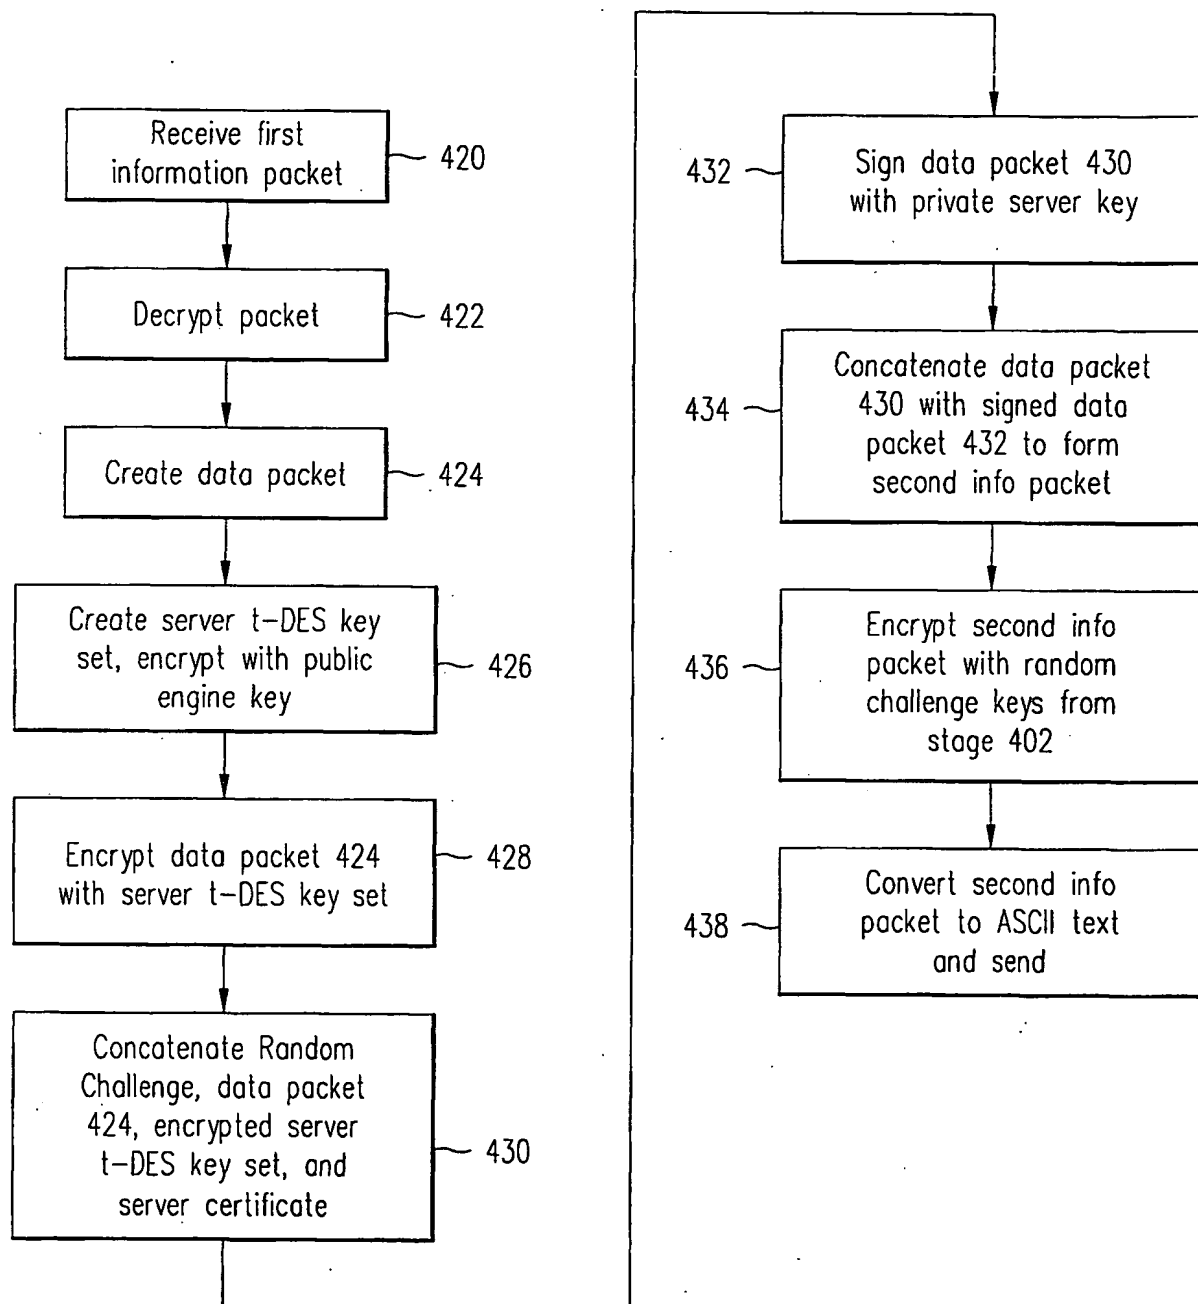 Receive first
information packet
420
Decrypt packet
422
Create data packet
424
Create server t-DES key
set, encrypt with public
engine key
426
Encrypt data packet 424
with server t-DES key set
428
Concatenate Random
Challenge, data packet
424, encrypted server
t-DES key set, and
server certificate
430
432
Sign data packet 430
with private server key
434
Concatenate data packet
430 with signed data
packet 432 to form
second info packet
436
Encrypt second info
packet with random
challenge keys from
stage 402
438
Convert second info
packet to ASCII text
and send